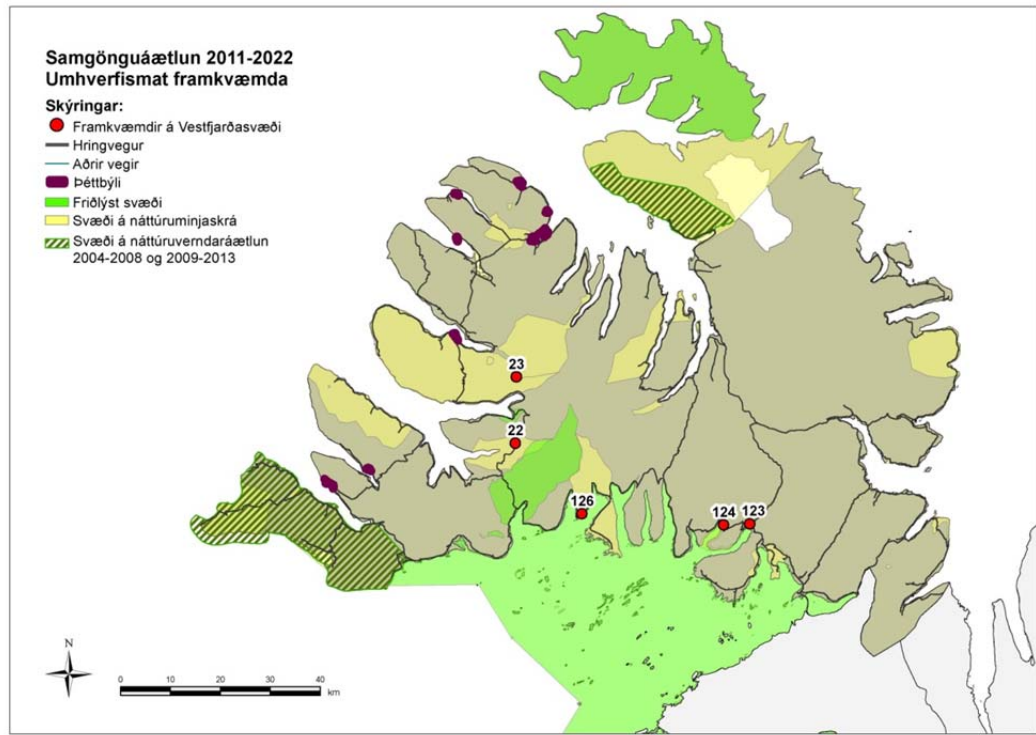 Samgönguáætlun 2011-2022
Umhverfismat framkvæmda
Skýringar:
Framkvæmdir á Vestfjarðasvæði
Hringvegur
Aðrir vegir
Þéttbýli
Friðlýst svæði
Svæði á náttúruminjaskrá
Svæði á náttúruverndaráætlun
2004-2008 og 2009-2013
23
22
126
124
123
N
0 10 20 30 40
km